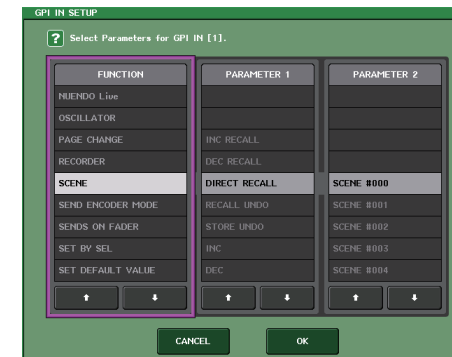 GPI IN SETUP
? Select Parameters for GPI IN [1].
FUNCTION PARAMETER 1 PARAMETER 2
NUENDO Live
OSCILLATOR
PAGE CHANGE INC RECALL
RECORDER DEC RECALL
SCENE DIRECT RECALL SCENE #000
SEND ENCODER MODE RECALL UNDO SCENE #001
SENDS ON FADER STORE UNDO SCENE #002
SET BY SEL INC SCENE #003
SET DEFAULT VALUE DEC SCENE #004
CANCEL OK